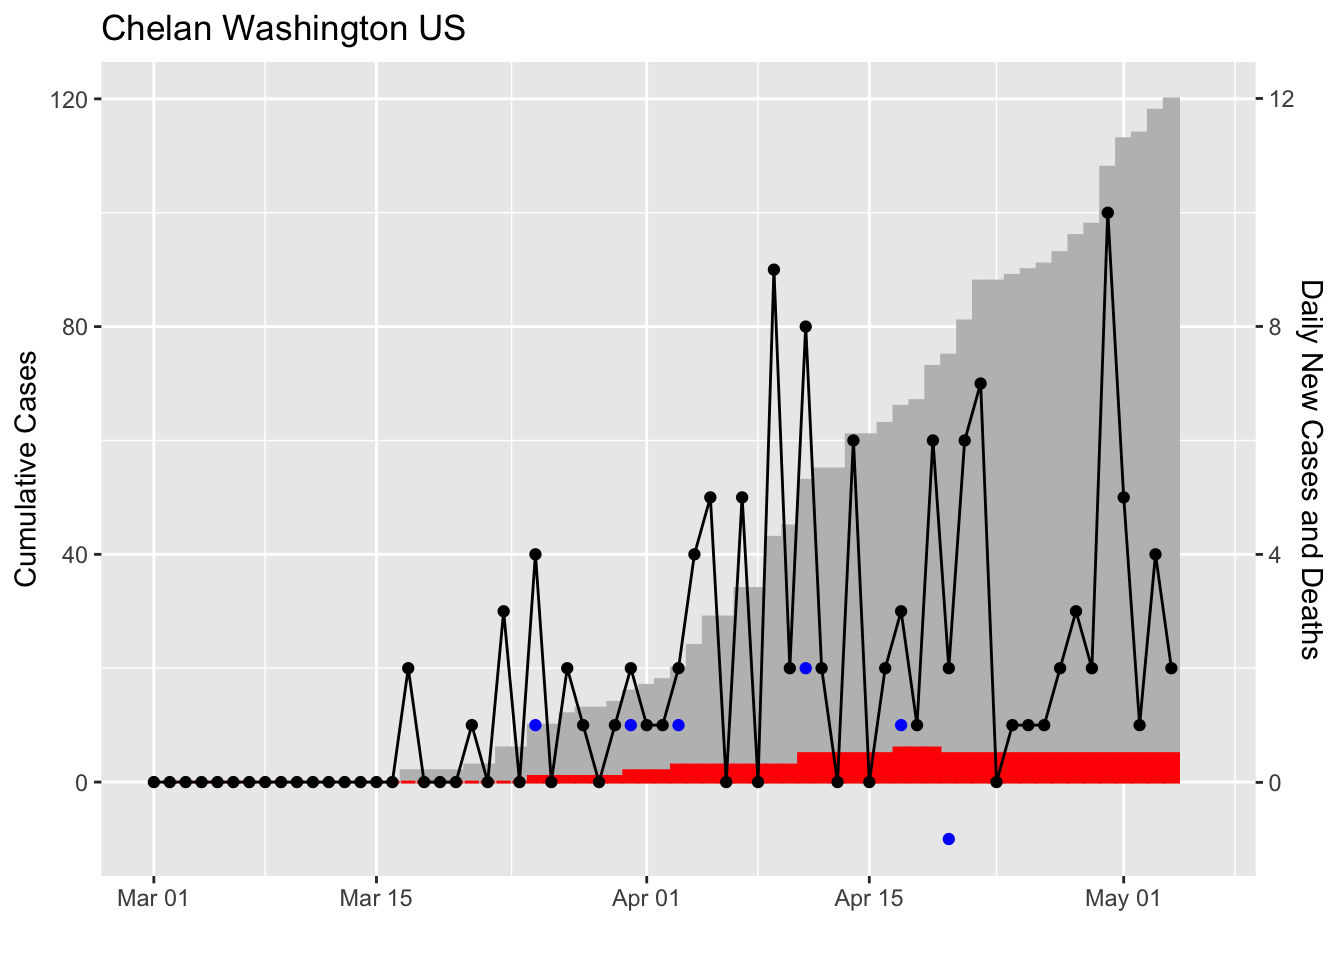 Chelan Washington US
120
80
40
0
Cumulative Cases
12
8
4
0
Daily New Cases and Deaths
Mar 01
Mar 15
Apr 01
Apr 15
May 01